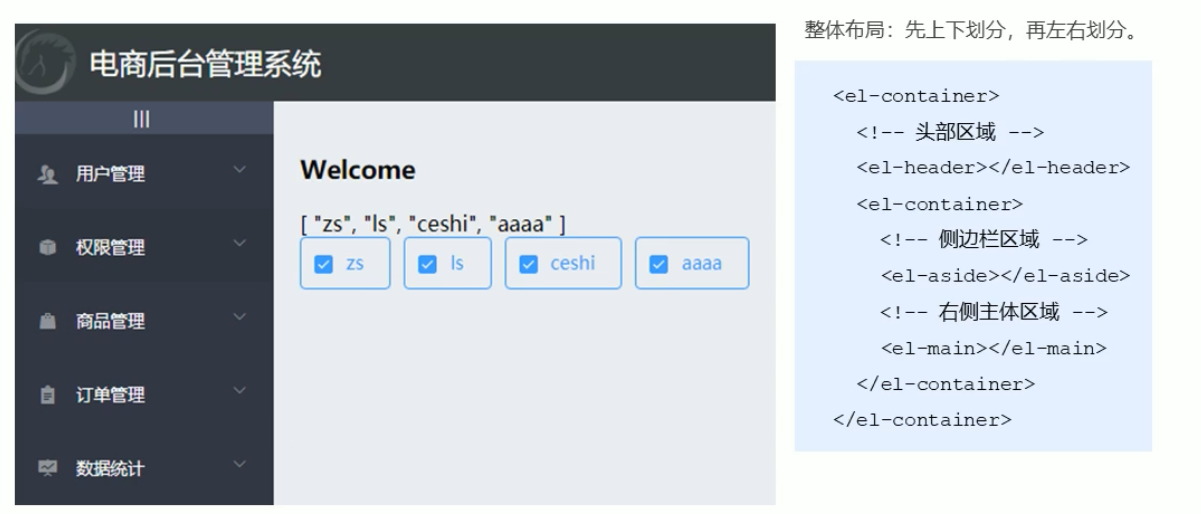 电商后台管理系统
|||
用户管理
权限管理
商品管理
订单管理
数据统计
Welcome
[ "zs", "ls", "ceshi", "aaaa" ]
zs ls ceshi aaaa
整体布局：先上下划分，再左右划分。
<el-container>
<!-- 头部区域 -->
<el-header></el-header>
<el-container>
<!-- 侧边栏区域 -->
<el-aside></el-aside>
<!-- 右侧主体区域 -->
<el-main></el-main>
</el-container>
</el-container>